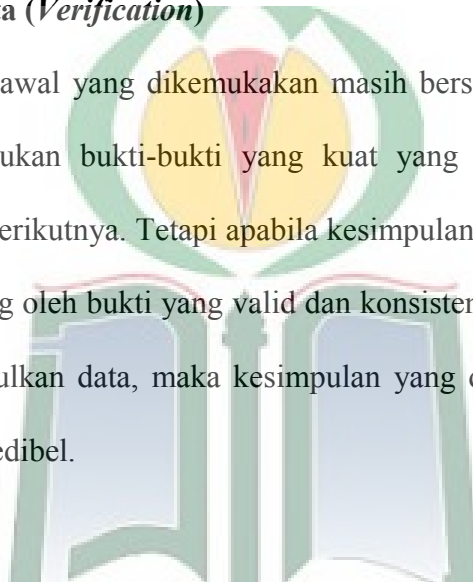 ta (Verification)
awal yang dikemukakan masih bers
ukan bukti-bukti yang kuat yang
erikutnya. Tetapi apabila kesimpulan
g oleh bukti yang valid dan konsisten
ulkan data, maka kesimpulan yang
edibel.